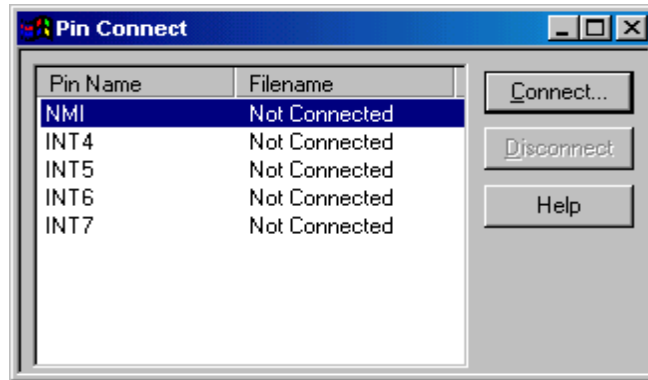 Pin Connect
Pin Name Filename
NMI Not Connected
INT4 Not Connected
INT5 Not Connected
INT6 Not Connected
INT7 Not Connected
Connect...
Disconnect
Help